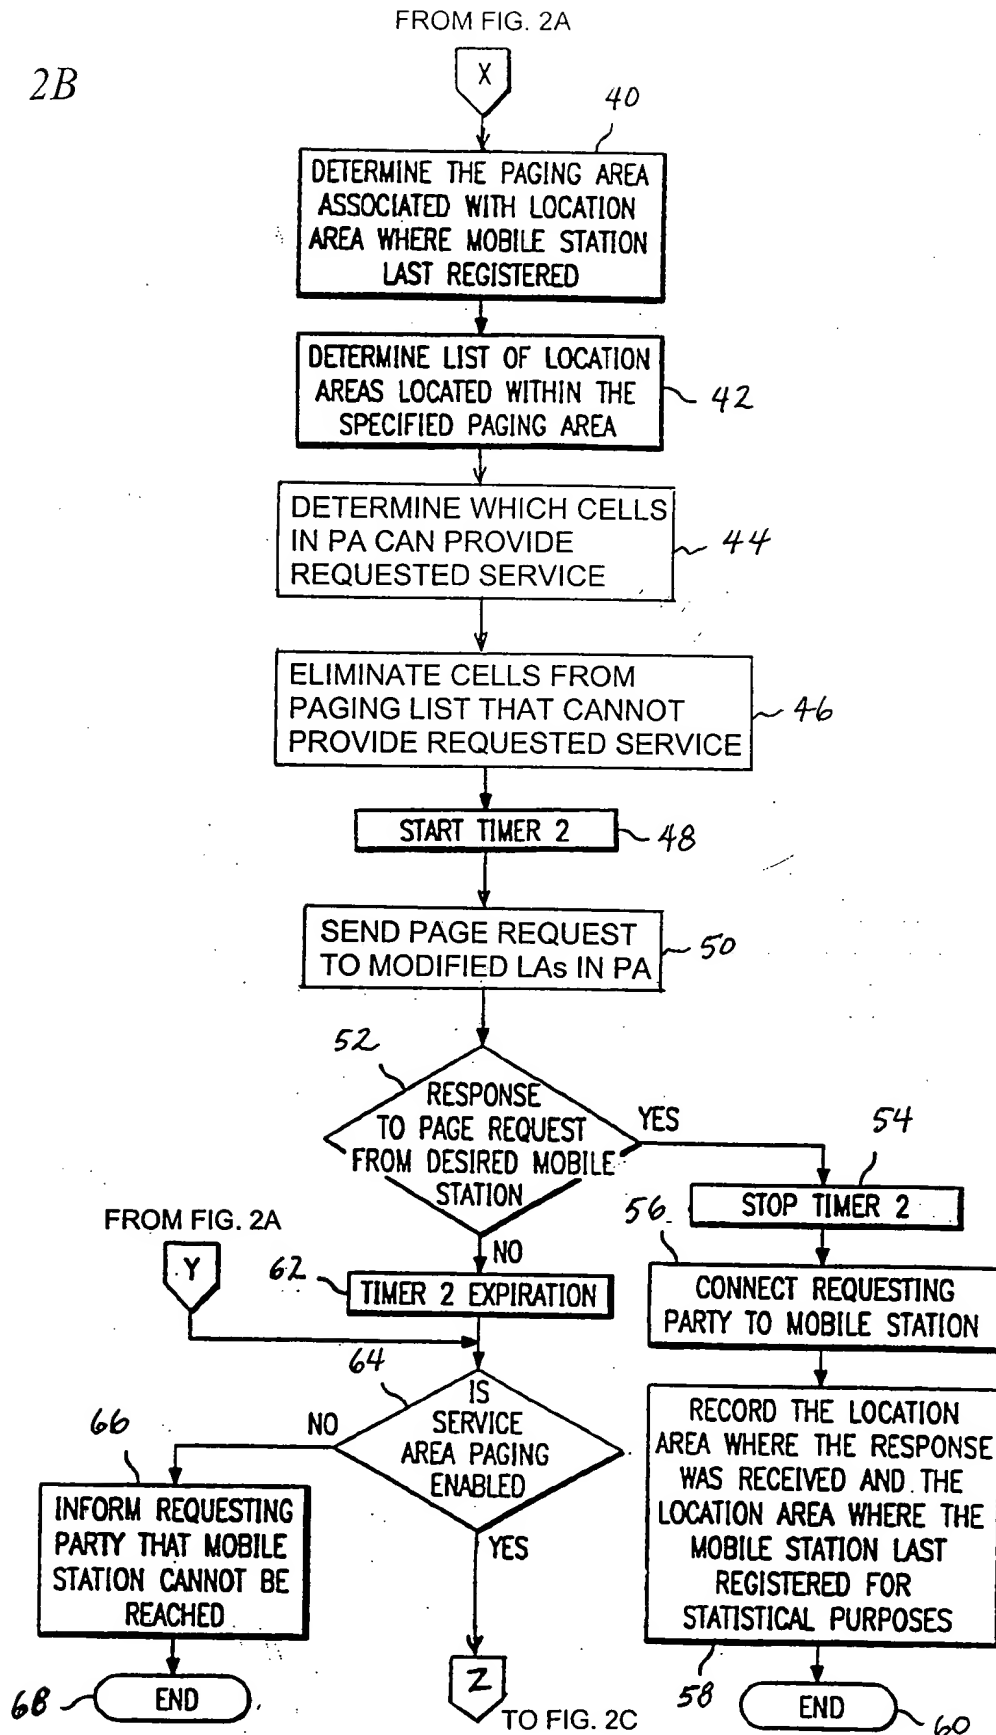 FROM FIG. 2A
2B
X
40
DETERMINE THE PAGING AREA
ASSOCIATED WITH LOCATION
AREA WHERE MOBILE STATION
LAST REGISTERED
DETERMINE LIST OF LOCATION
AREAS LOCATED WITHIN THE
SPECIFIED PAGING AREA
42
DETERMINE WHICH CELLS
IN PA CAN PROVIDE
REQUESTED SERVICE
44
ELIMINATE CELLS FROM
PAGING LIST THAT CANNOT
PROVIDE REQUESTED SERVICE
46
START TIMER 2
48
SEND PAGE REQUEST
TO MODIFIED LAs IN PA
50
52
RESPONSE
TO PAGE REQUEST
FROM DESIRED MOBILE
STATION
YES
54
STOP TIMER 2
56
CONNECT REQUESTING
PARTY TO MOBILE STATION
RECORD THE LOCATION
AREA WHERE THE RESPONSE
WAS RECEIVED AND THE
LOCATION AREA WHERE THE
MOBILE STATION LAST
REGISTERED FOR
STATISTICAL PURPOSES
58
END
60
NO
FROM FIG. 2A
Y
62
TIMER 2 EXPIRATION
64
IS
SERVICE
AREA PAGING
ENABLED
NO
66
INFORM REQUESTING
PARTY THAT MOBILE
STATION CANNOT BE
REACHED
68
END
YES
Z
TO FIG. 2C